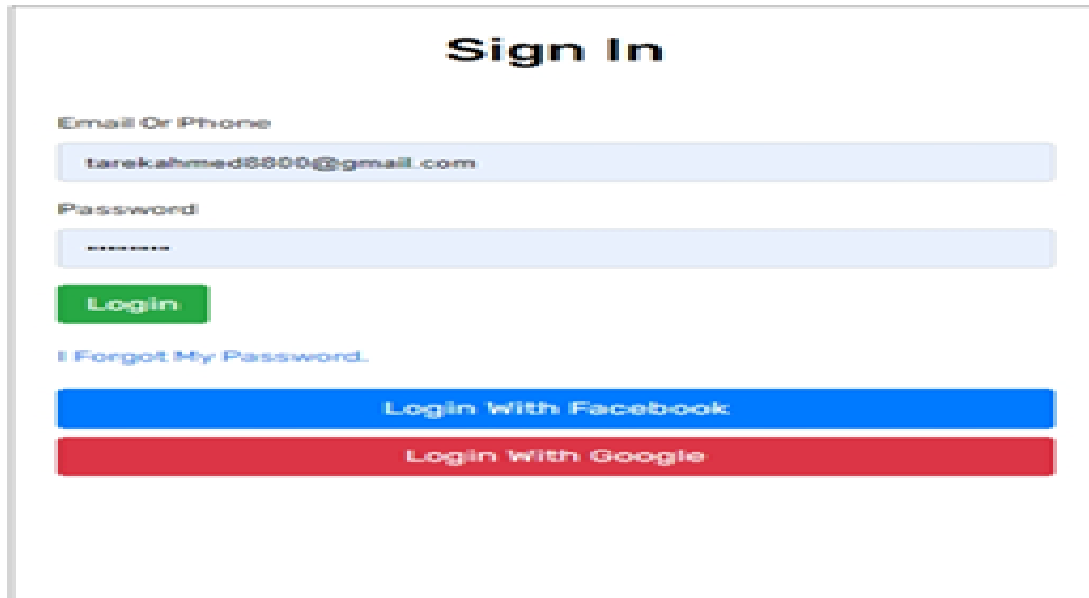 Sign In
Email Or Phone
tarekahmed8800@gmail.com
Password
Login
I Forgot My Password.
Login With Facebook
Login With Google